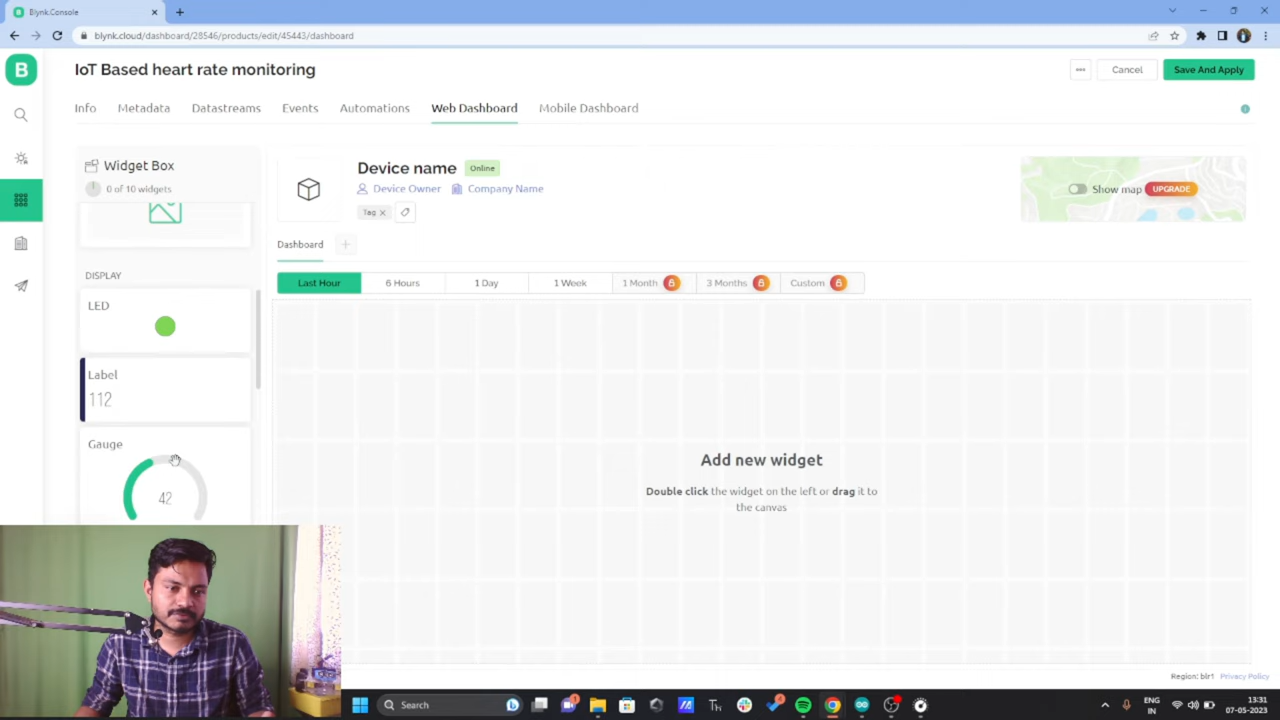 Blynk.Console
blynk.cloud/dashboard/28546/products/edit/45443/dashboard
B
IoT Based heart rate monitoring
Cancel
Save And Apply
Info
Metadata
Datastreams
Events
Automations
Web Dashboard
Mobile Dashboard
Widget Box
0 of 10 widgets
Device name
Online
Device Owner
Company Name
Tag
Show map
UPGRADE
Dashboard
Last Hour
6 Hours
1 Day
1 Week
1 Month
3 Months
Custom
DISPLAY
LED
Label
112
Gauge
42
Add new widget
Double click the widget on the left or drag it to
the canvas
Region: blr1
Privacy Policy
Search
ENG
IN
13:31
07-05-2023